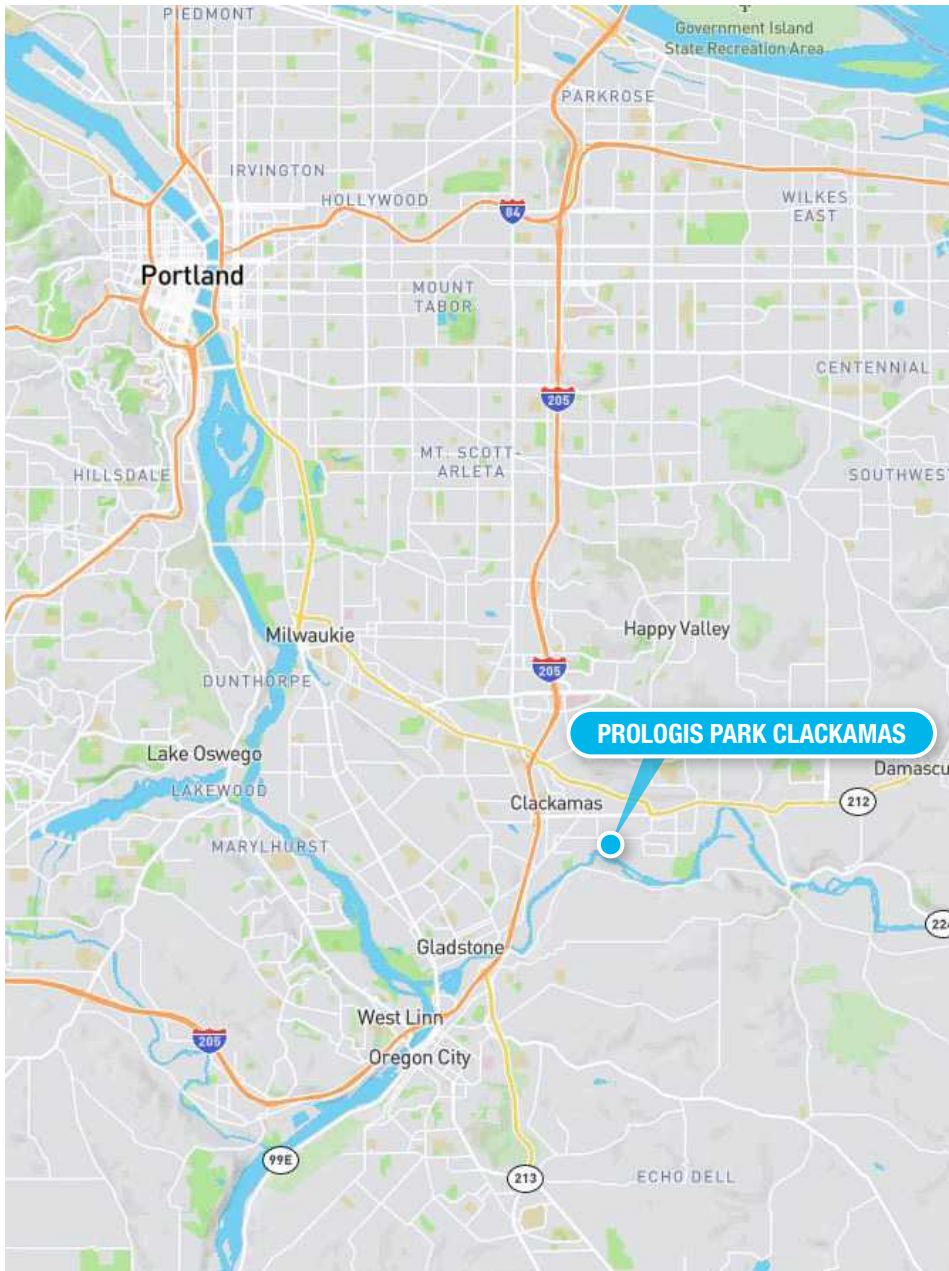 PIEDMONT
Government Island
State Recreation Area
PARKROSE
IRVINGTON
HOLLYWOOD
84
WILKES
EAST
Portland
MOUNT
TABOR
CENTENNIAL
205
MT. SCOTT-
ARLETA
HILLSDALE
SOUTHWEST
Milwaukie
Happy Valley
205
DUNTHORPE
PROLOGIS PARK CLACKAMAS
Lake Oswego
Damascu
LAKEWOOD
Clackamas
212
MARYLHURST
Gladstone
224
West Linn
205
Oregon City
99E
213
ECHO DELL